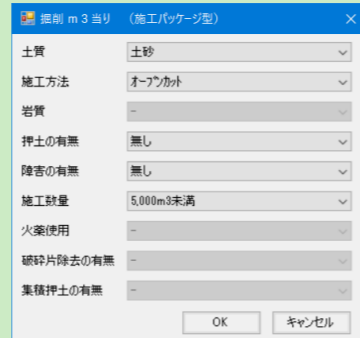 掘削 m 3 当り （施工パッケージ型）
土質 土砂
施工方法 オープンカット
岩質 -
押土の有無 無し
障害の有無 無し
施工数量 5,000m3未満
火薬使用 -
破砕片除去の有無 -
集積押土の有無 -
OK キャンセル